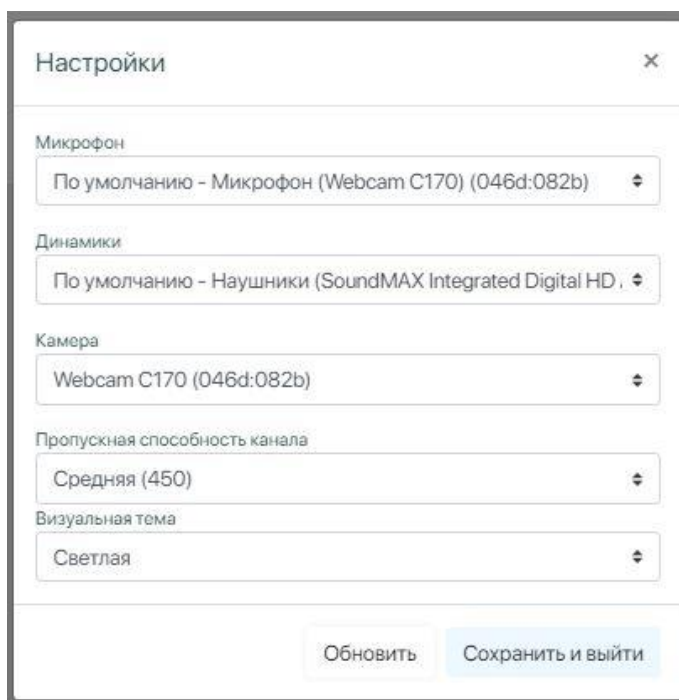 Настройки
×
Микрофон
По умолчанию - Микрофон (Webcam C170) (046d:082b)
Динамики
По умолчанию - Наушники (SoundMAX Integrated Digital HD
Камера
Webcam C170 (046d:082b)
Пропускная способность канала
Средняя (450)
Визуальная тема
Светлая
Обновить Сохранить и выйти